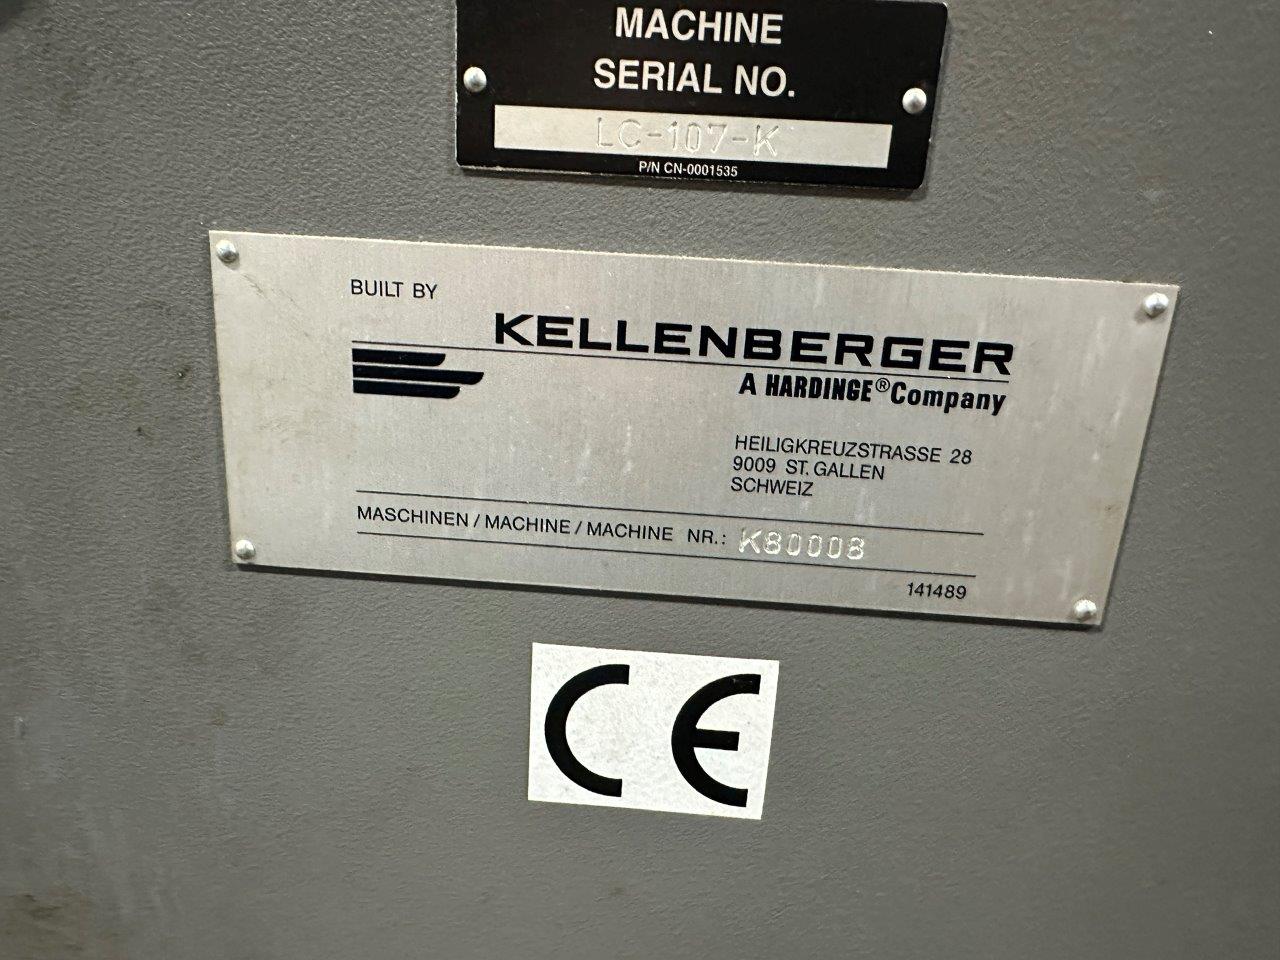 MACHINE
SERIAL NO.
LC-107-K
P/N CN-0001535
BUILT BY
KELLENBERGER
A HARDINGE® Company
HEILIGKREUZSTRASSE 28
9009 ST. GALLEN
SCHWEIZ
MASCHINEN / MACHINE / MACHINE NR.: K80008
141489
CE